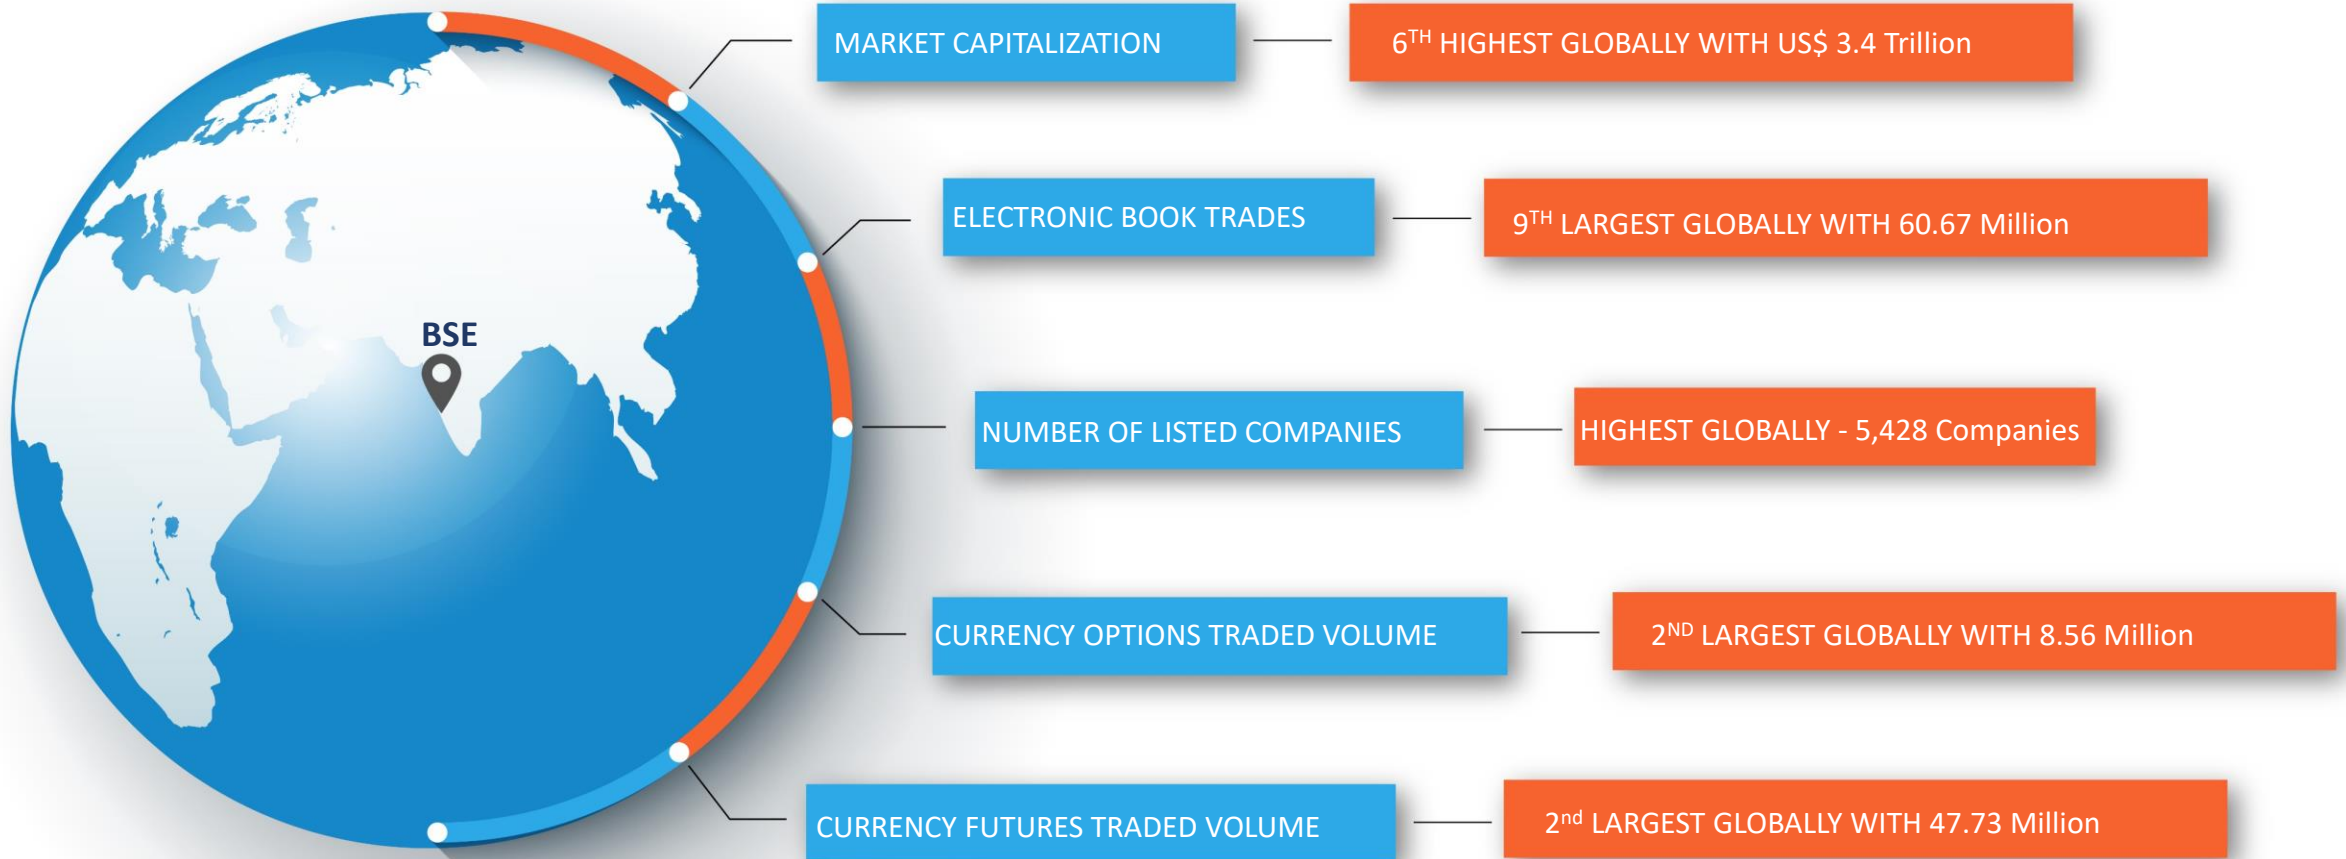 MARKET CAPITALIZATION
6TH HIGHEST GLOBALLY WITH US$ 3.4 Trillion
ELECTRONIC BOOK TRADES
9TH LARGEST GLOBALLY WITH 60.67 Million
BSE
NUMBER OF LISTED COMPANIES
HIGHEST GLOBALLY - 5,428 Companies
CURRENCY OPTIONS TRADED VOLUME
2ND LARGEST GLOBALLY WITH 8.56 Million
CURRENCY FUTURES TRADED VOLUME
2nd LARGEST GLOBALLY WITH 47.73 Million